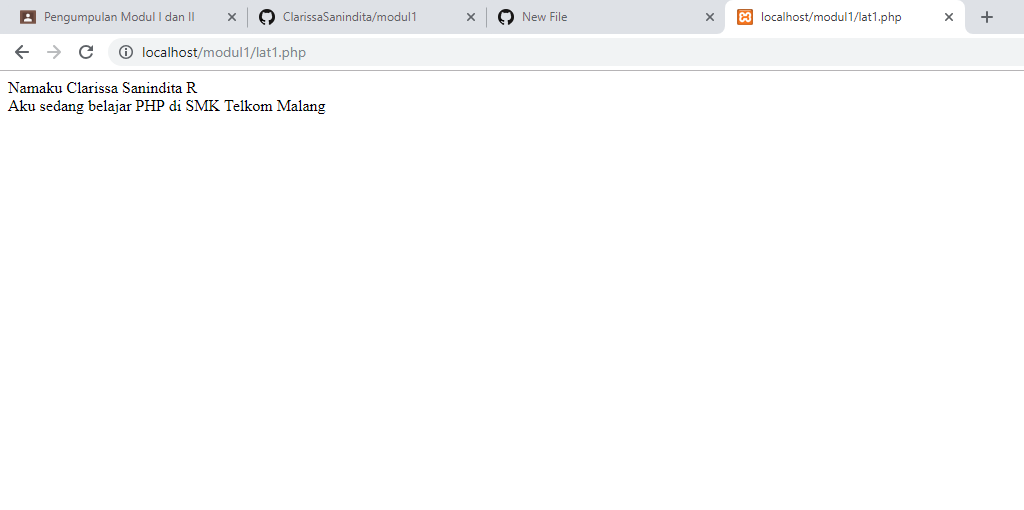 Pengumpulan Modul I dan II
ClarissaSanindita/modul1
New File
localhost/modul1/lat1.php
localhost/modul1/lat1.php
Namaku Clarissa Sanindita R
Aku sedang belajar PHP di SMK Telkom Malang